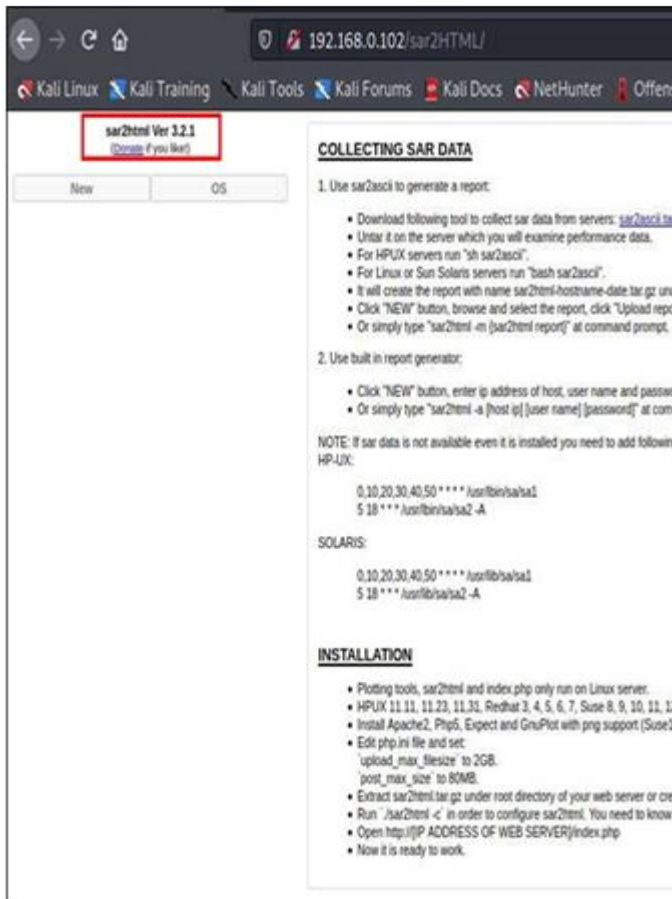 192.168.0.102/sar2HTML/
Kali Linux Kali Training Kali Tools Kali Forums Kali Docs NetHunter Offens
sar2html Ver 3.2.1
(Donate if you like!)
New OS
COLLECTING SAR DATA
1. Use sar2ascii to generate a report:
Download following tool to collect sar data from servers: sar2ascii.ta
Untar it on the server which you will examine performance data.
For HPUX servers run "sh sar2ascii".
For Linux or Sun Solaris servers run "bash sar2ascii".
It will create the report with name sar2html-hostname-date.tar.gz und
Click "NEW" button, browse and select the report, click "Upload repo
Or simply type "sar2html -m {sar2html report}" at command prompt.
2. Use built in report generator:
Click "NEW" button, enter ip address of host, user name and passwo
Or simply type "sar2html -a [host ip] [user name] [password]" at com
NOTE: If sar data is not available even it is installed you need to add followin
HP-UX:
0,10,20,30,40,50 * * * * /usr/lbin/sa/sa1
5 18 * * * /usr/lbin/sa/sa2 -A
SOLARIS:
0,10,20,30,40,50 * * * * /usr/lib/sa/sa1
5 18 * * * /usr/lib/sa/sa2 -A
INSTALLATION
Plotting tools, sar2html and index.php only run on Linux server.
HPUX 11.11, 11.23, 11.31, Redhat 3, 4, 5, 6, 7, Suse 8, 9, 10, 11, 12
Install Apache2, Php5, Expect and GnuPlot with png support (Suse1
Edit php.ini file and set:
`upload_max_filesize` to 2GB.
`post_max_size` to 80MB.
Extract sar2html.tar.gz under root directory of your web server or cre
Run `./sar2html -c` in order to configure sar2html. You need to know
Open http://[IP ADDRESS OF WEB SERVER]/index.php
Now it is ready to work.